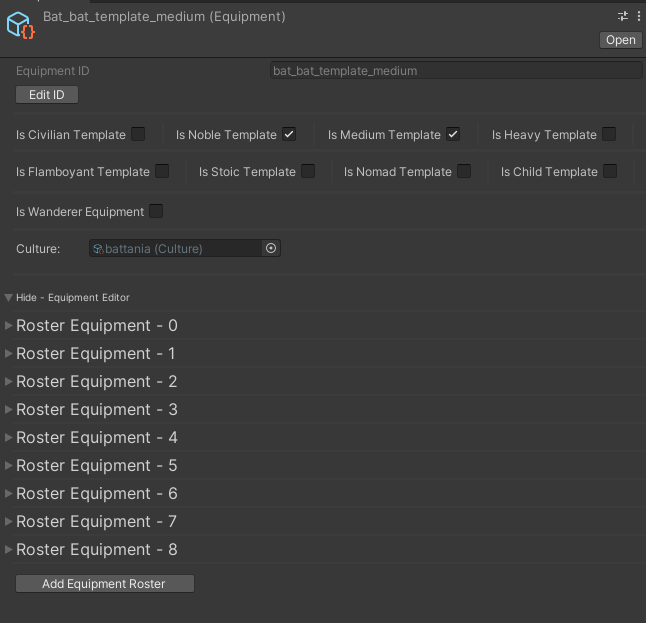 Bat_bat_template_medium (Equipment)
Open
Equipment ID bat_bat_template_medium
Edit ID
Is Civilian Template Is Noble Template Is Medium Template Is Heavy Template
Is Flamboyant Template Is Stoic Template Is Nomad Template Is Child Template
Is Wanderer Equipment
Culture: battania (Culture)
Hide - Equipment Editor
Roster Equipment - 0
Roster Equipment - 1
Roster Equipment - 2
Roster Equipment - 3
Roster Equipment - 4
Roster Equipment - 5
Roster Equipment - 6
Roster Equipment - 7
Roster Equipment - 8
Add Equipment Roster